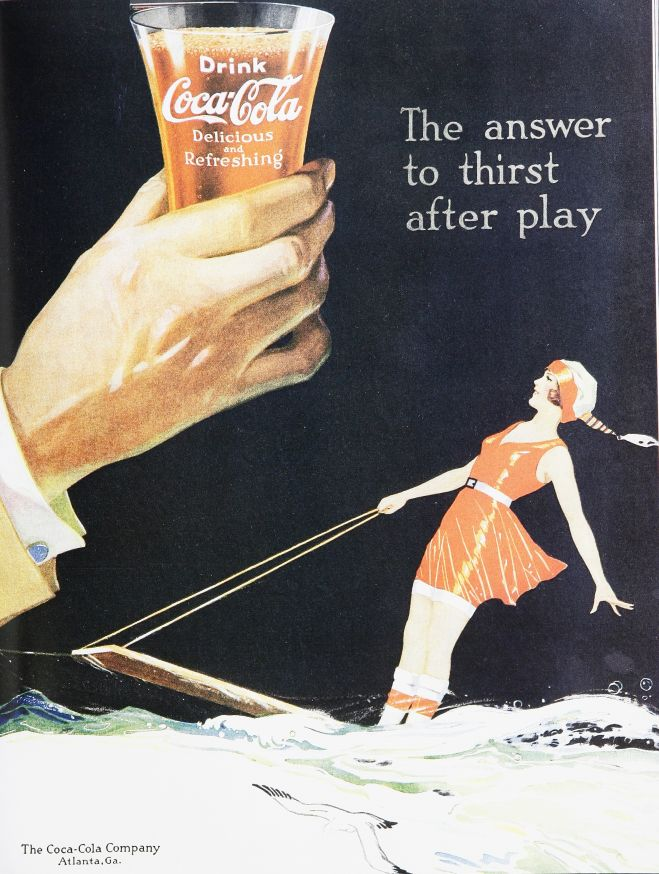 Drink
Coca-Cola
Delicious
and
Refreshing
The answer
to thirst
after play
The Coca-Cola Company
Atlanta, Ga.